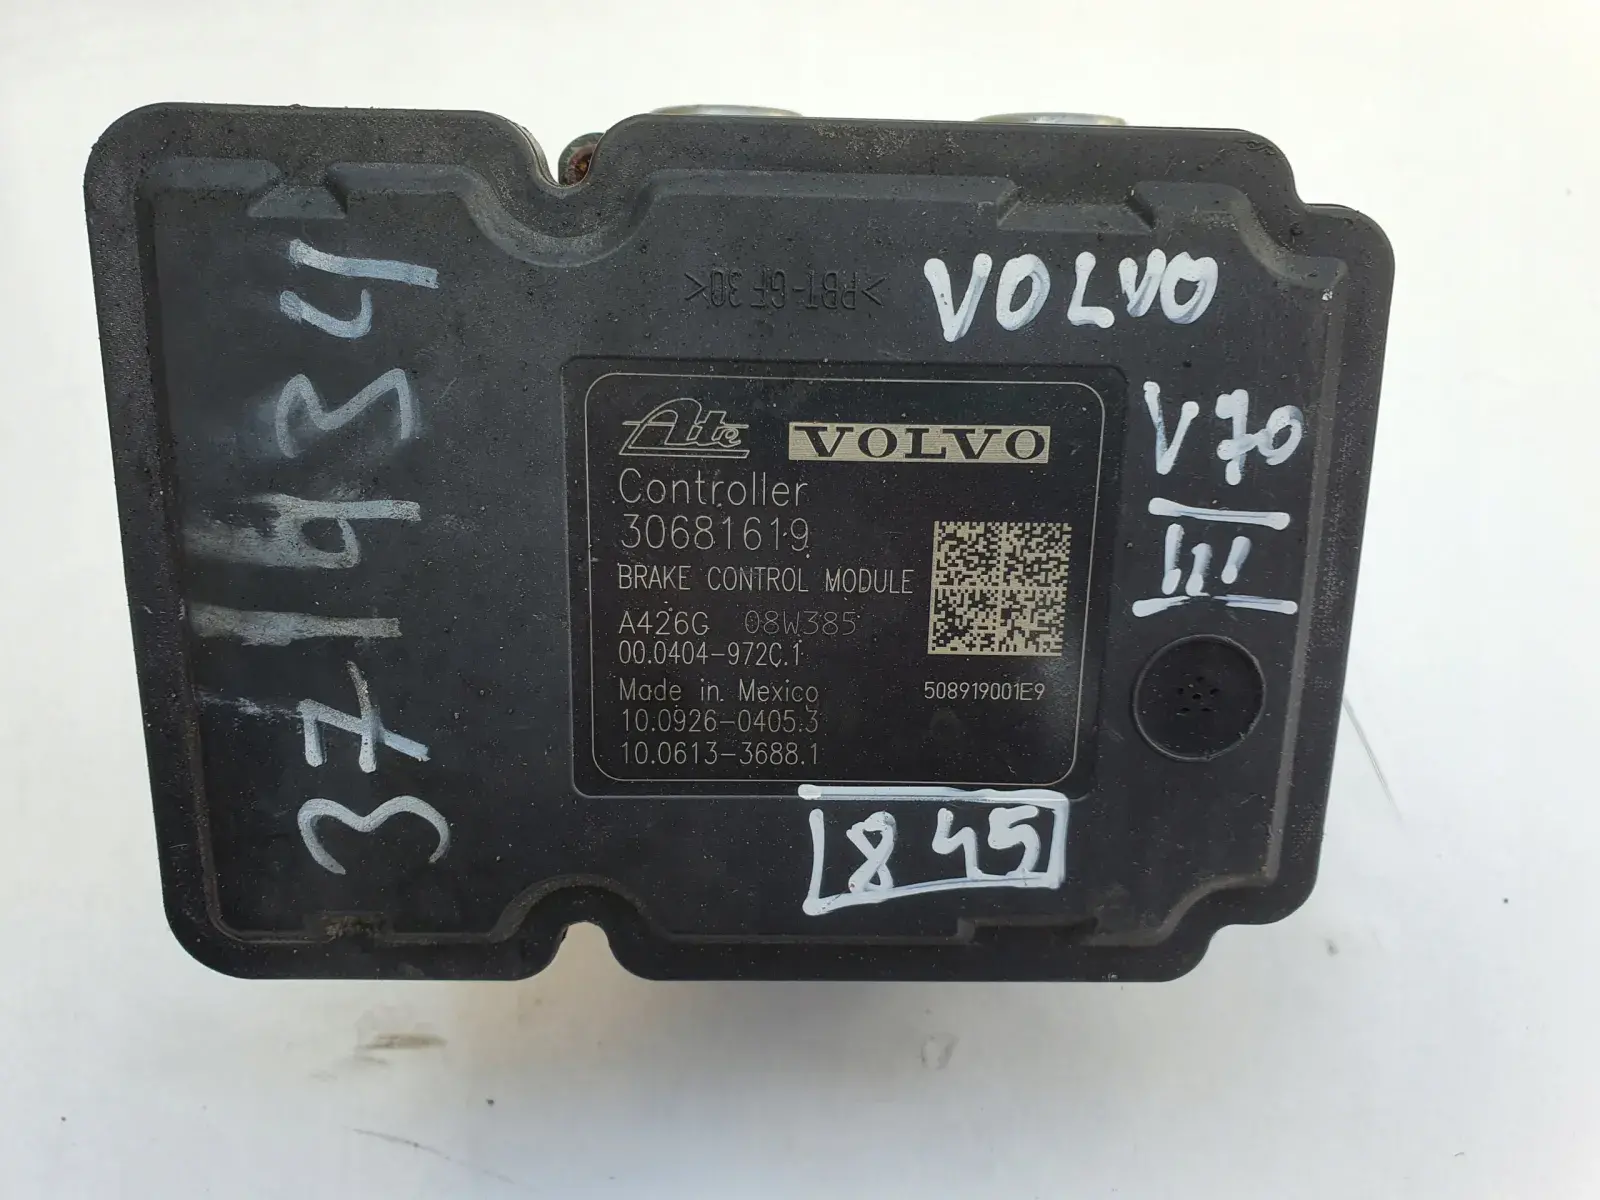 >PBT-GF30<
VOLVO
V70
III
Ate VOLVO
Controller
30681619
BRAKE CONTROL MODULE
A426G 08W385
00.0404-972C.1
Made in Mexico 508919001E9
10.0926-0405.3
10.0613-3688.1
845
3719434